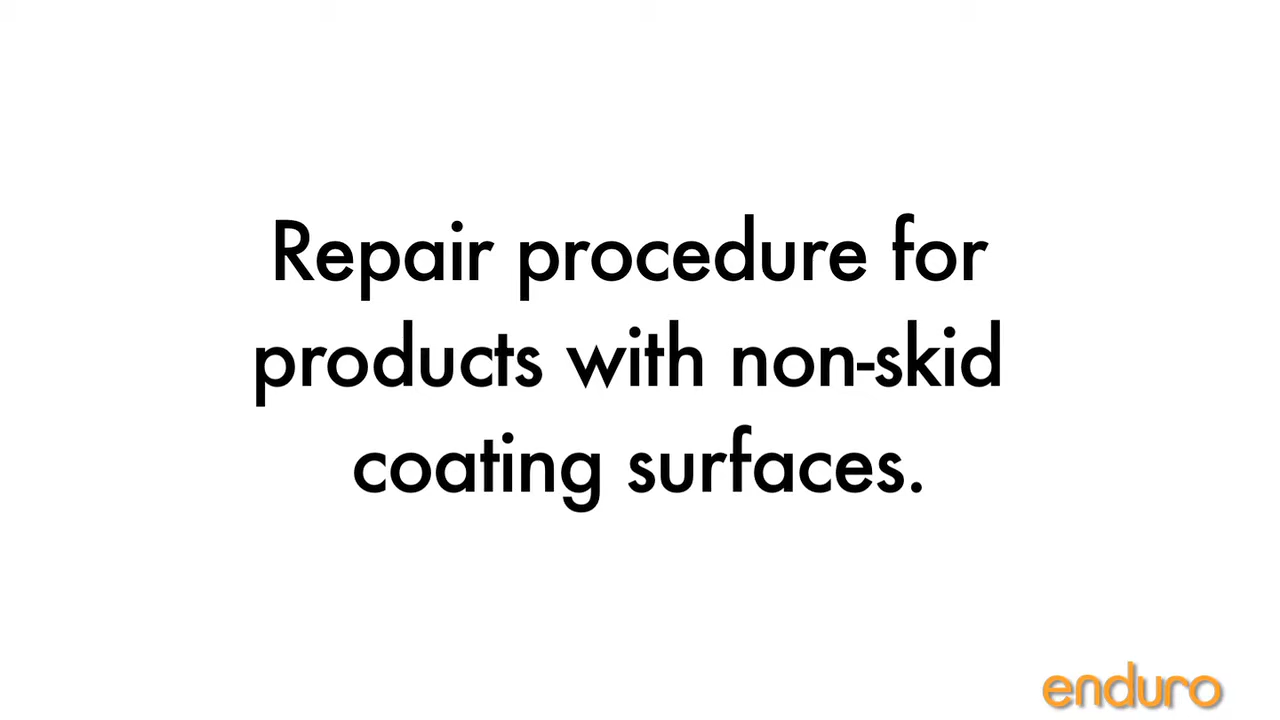 Repair procedure for
products with non-skid
coating surfaces.
enduro